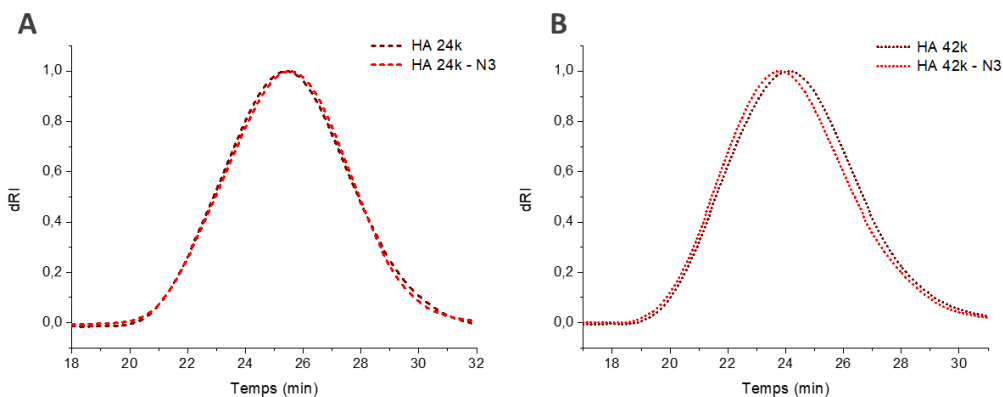 A
HA 24k
HA 24k - N3
1,0
0,8
0,6
0,4
0,2
0,0
dRI
18 20 22 24 26 28 30 32
Temps (min)
B
HA 42k
HA 42k - N3
1,0
0,8
0,6
0,4
0,2
0,0
dRI
18 20 22 24 26 28 30
Temps (min)